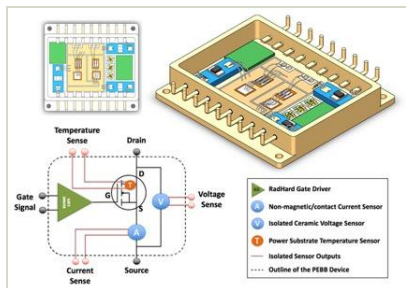 Temperature
Sense
Drain
D
T
G
S
Gate
Signal
V
Voltage
Sense
A
Current
Sense
Source
RadHard Gate Driver
A
Non-magnetic/contact Current Sensor
V
Isolated Ceramic Voltage Sensor
T
Power Substrate Temperature Sensor
Isolated Sensor Outputs
Outline of the PEBB Device